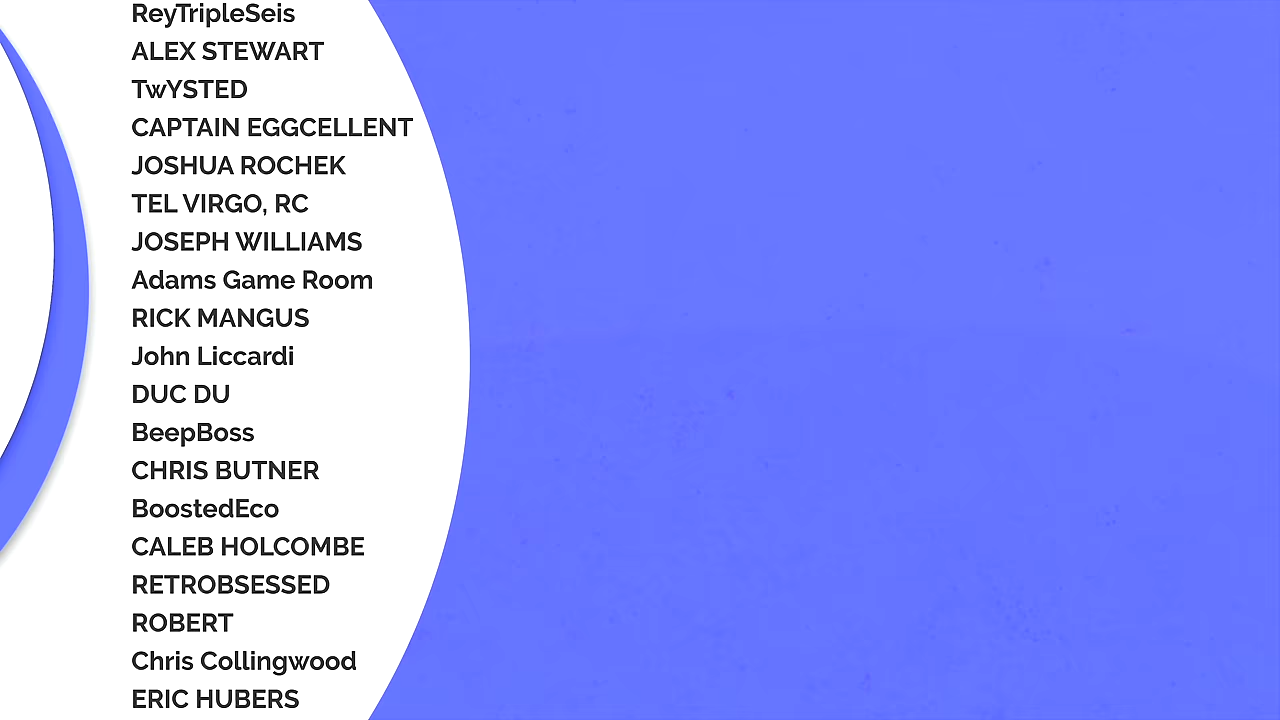 ReyTripleSeis
ALEX STEWART
TwYSTED
CAPTAIN EGGCELLENT
JOSHUA ROCHEK
TEL VIRGO, RC
JOSEPH WILLIAMS
Adams Game Room
RICK MANGUS
John Liccardi
DUC DU
BeepBoss
CHRIS BUTNER
BoostedEco
CALEB HOLCOMBE
RETROBSESSED
ROBERT
Chris Collingwood
ERIC HUBERS